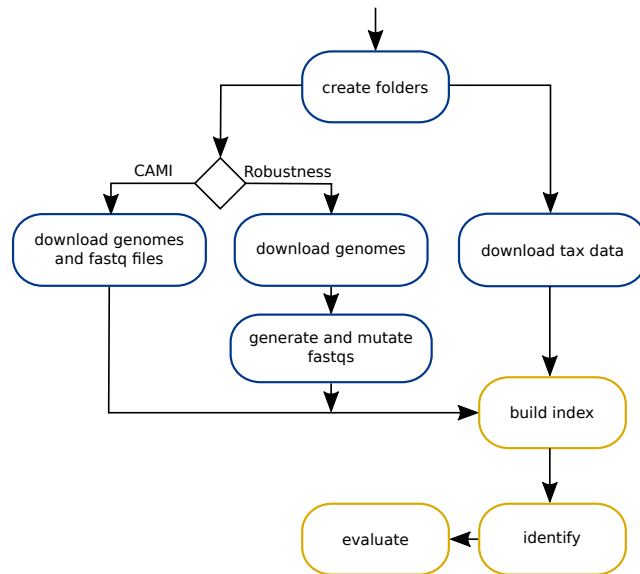 create folders
CAMI
Robustness
download genomes
and fastq files
download genomes
download tax data
generate and mutate
fastqs
build index
evaluate
identify